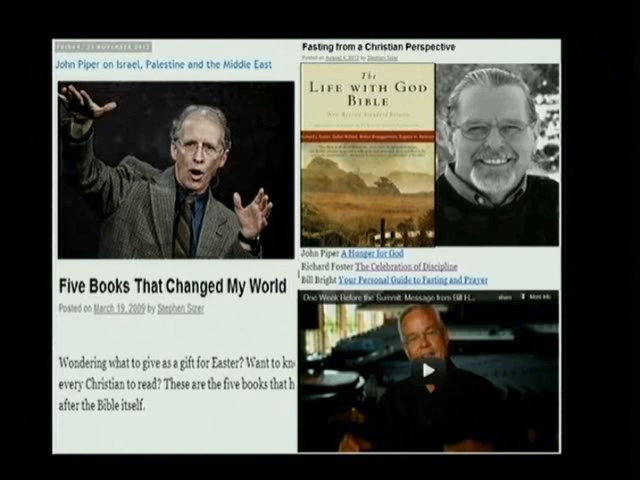 FRIDAY, 23 NOVEMBER 2012
John Piper on Israel, Palestine and the Middle East
Five Books That Changed My World
Posted on March 19, 2009 by Stephen Sizer
Wondering what to give as a gift for Easter? Want to kn
every Christian to read? These are the five books that h
after the Bible itself.
Fasting from a Christian Perspective
Posted on August 4, 2012 by Stephen Sizer
The
LIFE WITH GOD
BIBLE
New Revised Standard Version
John Piper A Hunger for God
Richard Foster The Celebration of Discipline
Bill Bright Your Personal Guide to Fasting and Prayer
One Week Before the Summit: Message from Bill H...
share
More info